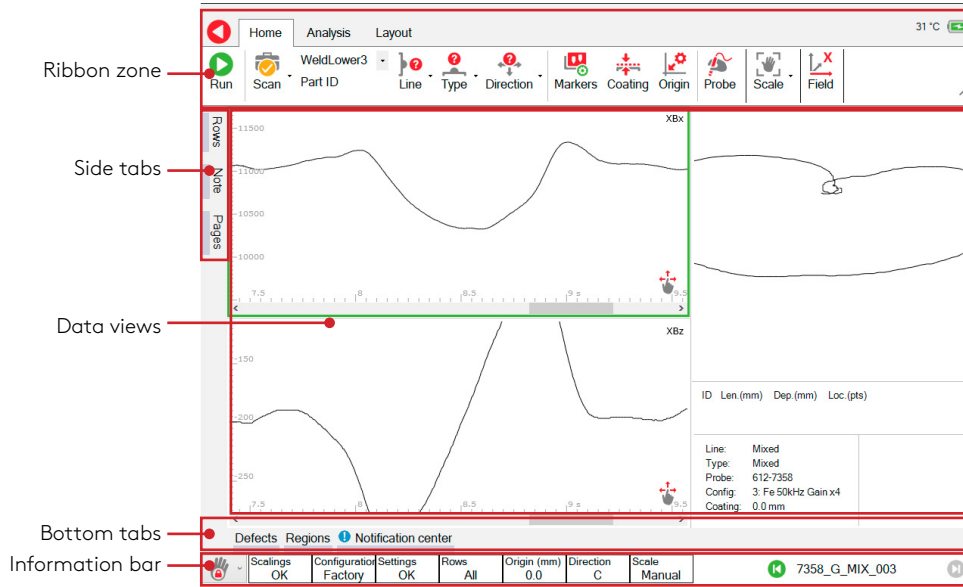 31 °C
Home Analysis Layout
Run Scan WeldLower3 Part ID Line Type Direction Markers Coating Origin Probe Scale Field
Ribbon zone
Side tabs
Data views
Bottom tabs
Information bar
Rows
Note
Pages
XBx
-11500
-11000
-10500
-10000
7.5 8 8.5 9 s 9.5
XBz
-150
-200
-250
7.5 8 8.5 9 s 9.5
ID Len.(mm) Dep.(mm) Loc.(pts)
Line: Mixed
Type: Mixed
Probe: 612-7358
Config: 3: Fe 50kHz Gain x4
Coating: 0.0 mm
Defects Regions Notification center
Scalings Configuration Settings Rows Origin (mm) Direction Scale
OK Factory OK All 0.0 C Manual
7358_G_MIX_003